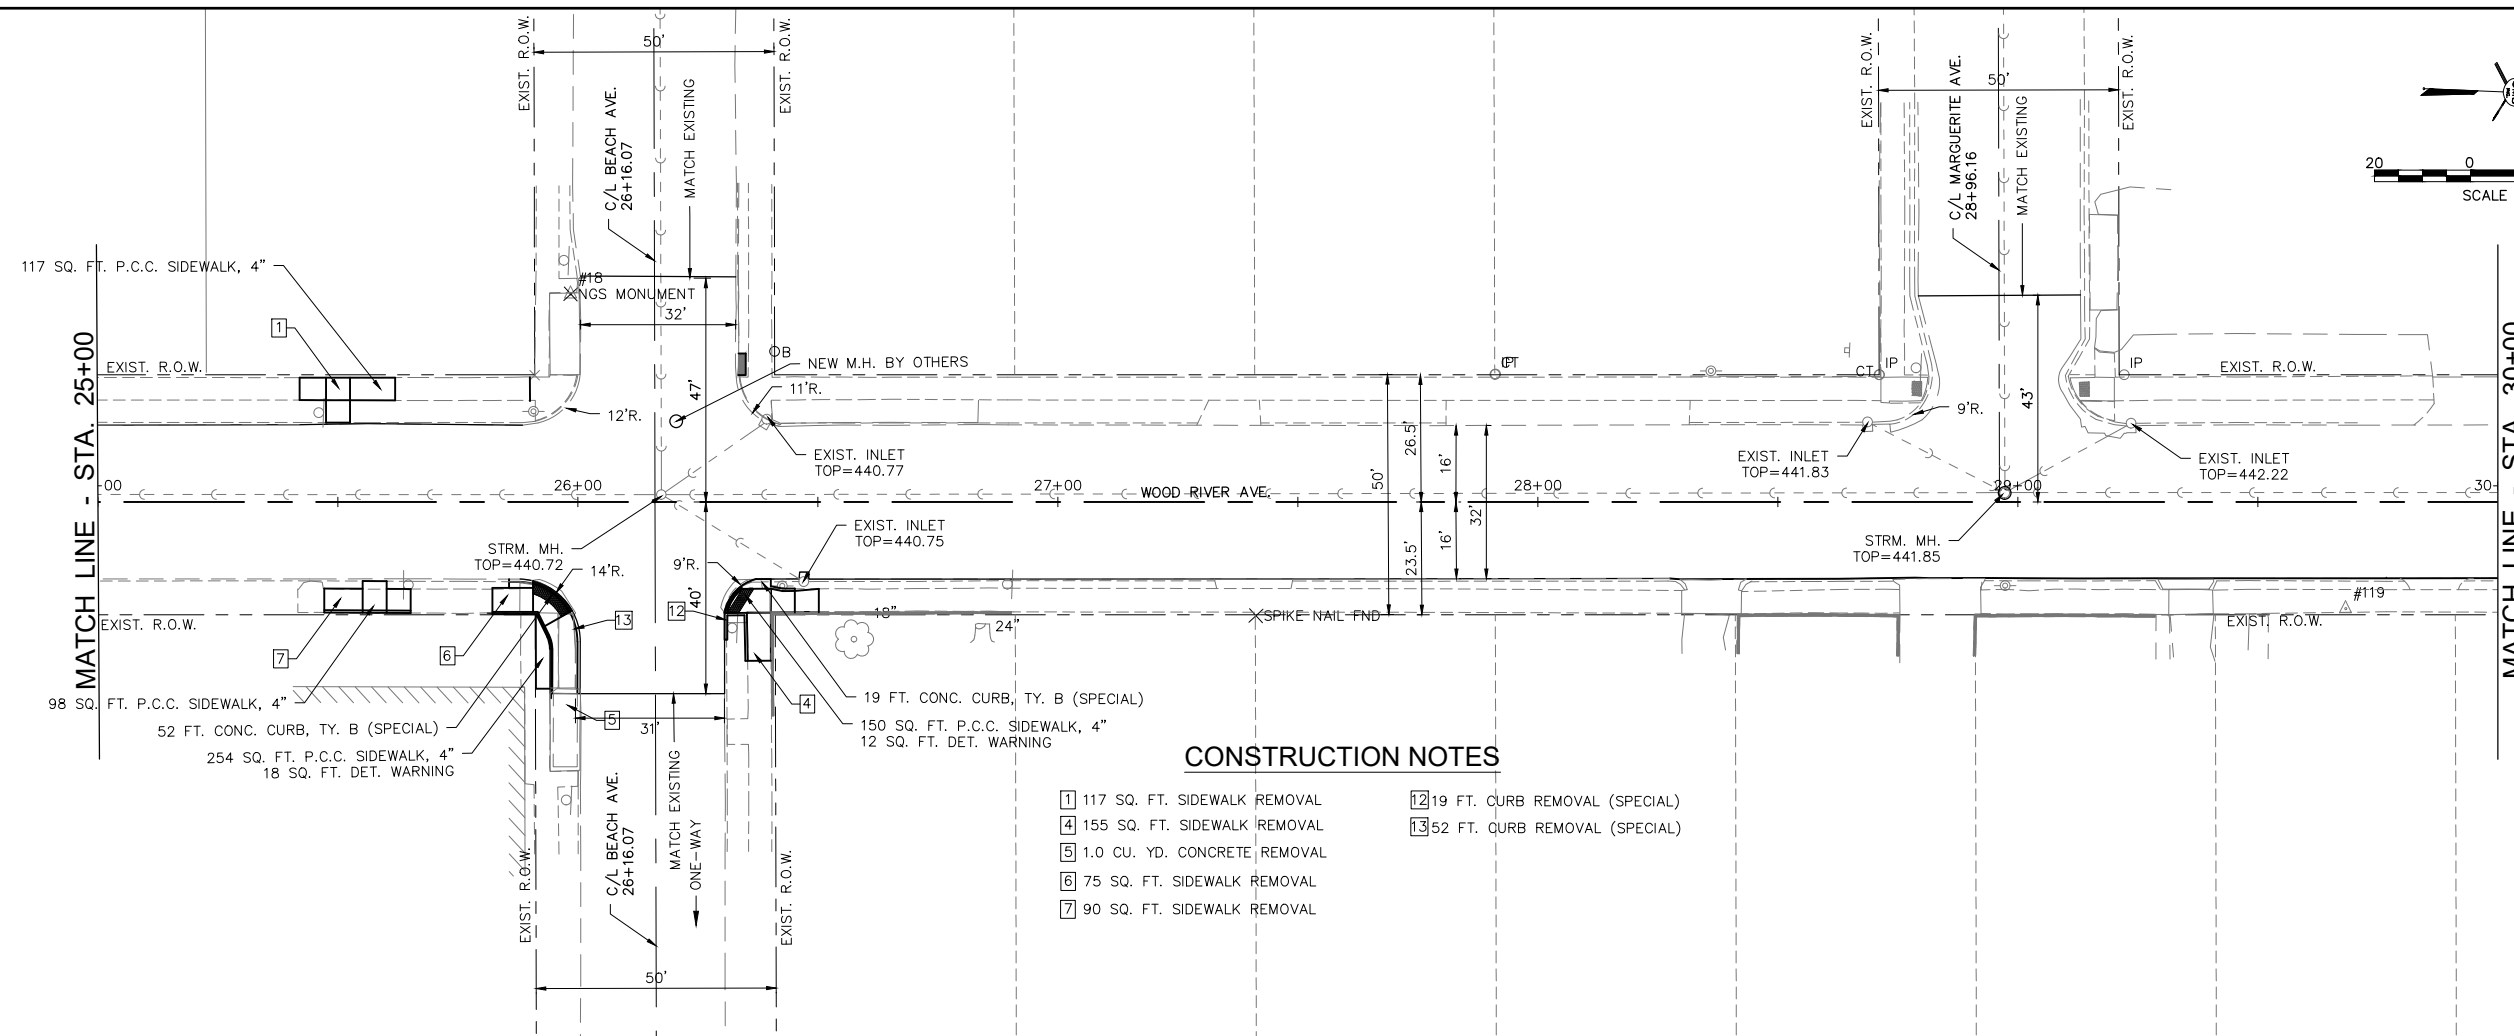 EXIST. R.O.W.
50'
EXIST. R.O.W.
C/L BEACH AVE.
26+16.07
MATCH EXISTING
EXIST. R.O.W.
50'
EXIST. R.O.W.
C/L MARGUERITE AVE.
28+96.16
MATCH EXISTING
20 0
SCALE
117 SQ. FT. P.C.C. SIDEWALK, 4"
#18
NGS MONUMENT
1
32'
MATCH LINE - STA. 25+00
EXIST. R.O.W.
B
NEW M.H. BY OTHERS
47'
11'R.
12'R.
IP
CT
CT
IP
IP
EXIST. R.O.W.
9'R.
43'
EXIST. INLET
TOP=440.77
26.5'
16'
50'
32'
EXIST. INLET
TOP=441.83
EXIST. INLET
TOP=442.22
00
26+00
27+00
WOOD RIVER AVE.
28+00
29+00
30
MATCH LINE - STA. 30+00
STRM. MH.
TOP=440.72
EXIST. INLET
TOP=440.75
14'R.
9'R.
40'
23.5'
16'
STRM. MH.
TOP=441.85
12
13
18"
24"
SPIKE NAIL FND
#119
EXIST. R.O.W.
EXIST. R.O.W.
7
6
4
5
98 SQ. FT. P.C.C. SIDEWALK, 4"
52 FT. CONC. CURB, TY. B (SPECIAL)
254 SQ. FT. P.C.C. SIDEWALK, 4"
18 SQ. FT. DET. WARNING
31'
19 FT. CONC. CURB, TY. B (SPECIAL)
150 SQ. FT. P.C.C. SIDEWALK, 4"
12 SQ. FT. DET. WARNING
EXIST. R.O.W.
C/L BEACH AVE.
26+16.07
MATCH EXISTING
ONE-WAY
EXIST. R.O.W.
50'
CONSTRUCTION NOTES
1 117 SQ. FT. SIDEWALK REMOVAL
4 155 SQ. FT. SIDEWALK REMOVAL
5 1.0 CU. YD. CONCRETE REMOVAL
6 75 SQ. FT. SIDEWALK REMOVAL
7 90 SQ. FT. SIDEWALK REMOVAL
12 19 FT. CURB REMOVAL (SPECIAL)
13 52 FT. CURB REMOVAL (SPECIAL)